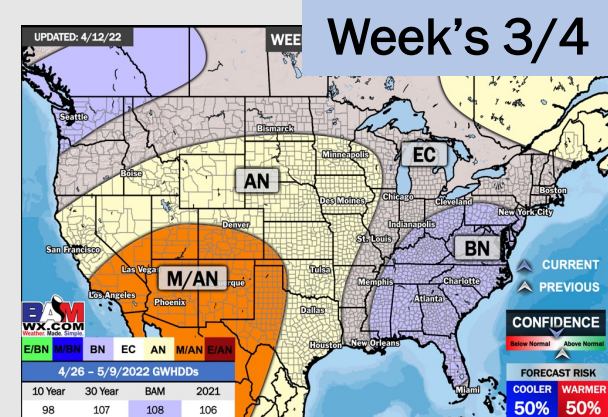 Week's 3/4
UPDATED: 4/12/22
WEE
Seattle
Bismarck
Minneapolis
EC
Boise
AN
Des Moines
Chicago
Cleveland
Boston
New York City
Denver
Indianapolis
San Francisco
St. Louis
BN
Las Vega
M/AN
rque
Tulsa
Memphis
Charlotte
CURRENT
Los Angeles
Phoenix
Atlanta
PREVIOUS
Dallas
BAM
WX.COM
Weather. Made. Simple.
Houston
New Orleans
CONFIDENCE
Below Normal Above Normal
E/BN M/BN BN EC AN M/AN E/AN
4/26 – 5/9/2022 GWHDDs
FORECAST RISK
10 Year 30 Year BAM 2021
Miami
COOLER WARMER
98 107 108 106
50% 50%